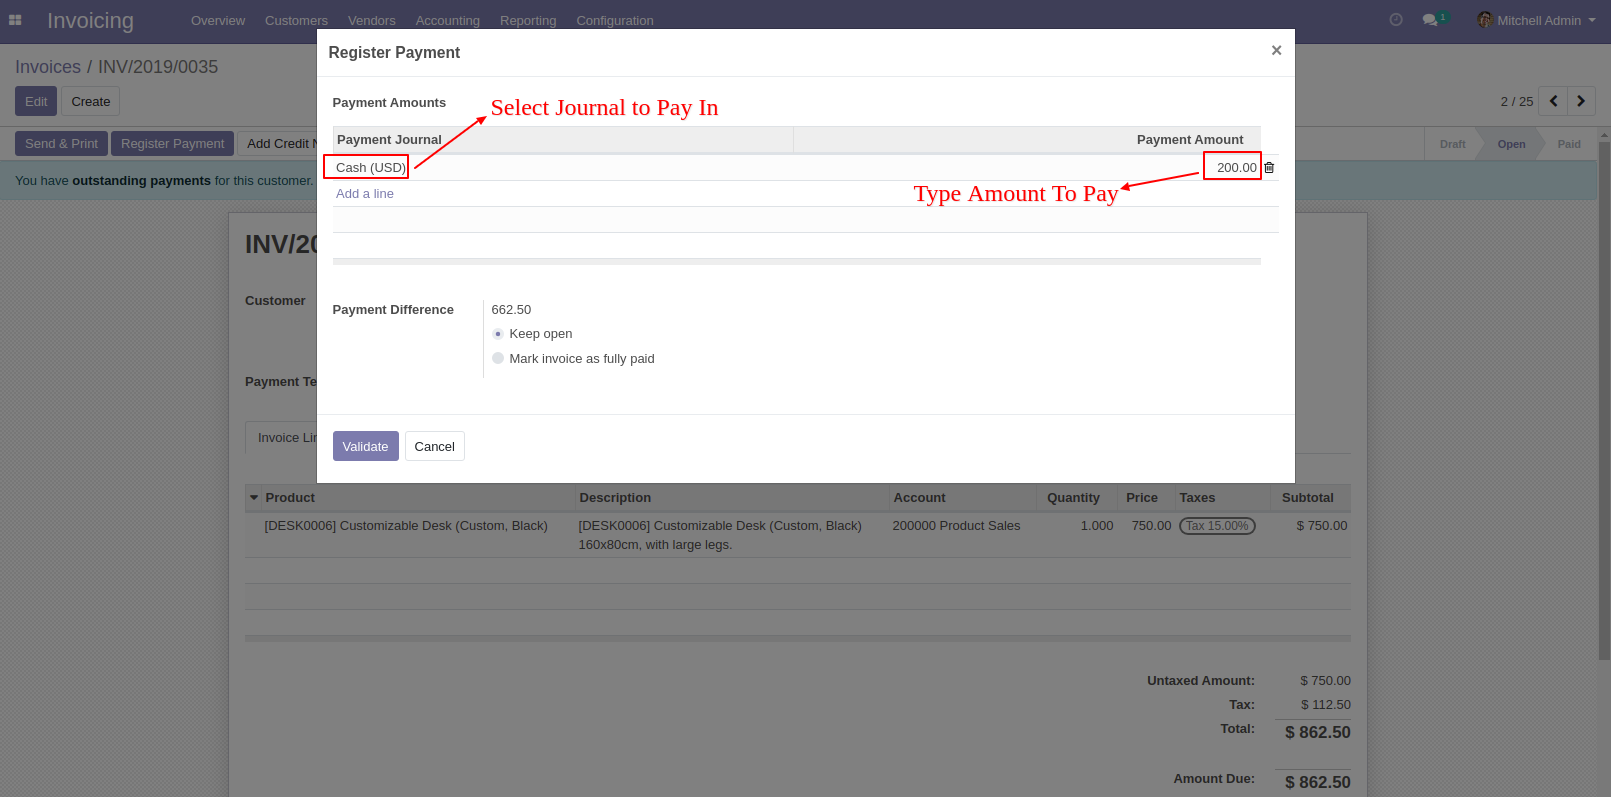 Invoicing
Overview Customers Vendors Accounting Reporting Configuration
1 Mitchell Admin
Invoices / INV/2019/0035
Edit Create
2 / 25
Send & Print Register Payment Add Credit
Draft Open Paid
You have outstanding payments for this customer.
Register Payment ×
Payment Amounts
Select Journal to Pay In
Payment Journal Payment Amount
Cash (USD) 200.00
Add a line
Type Amount To Pay
Payment Difference 662.50
Keep open
Mark invoice as fully paid
Validate Cancel
INV/20
Customer
Payment Te
Invoice Lin
Product Description Account Quantity Price Taxes Subtotal
[DESK0006] Customizable Desk (Custom, Black) [DESK0006] Customizable Desk (Custom, Black) 200000 Product Sales 1.000 750.00 Tax 15.00% $ 750.00
160x80cm, with large legs.
Untaxed Amount: $ 750.00
Tax: $ 112.50
Total: $ 862.50
Amount Due: $ 862.50